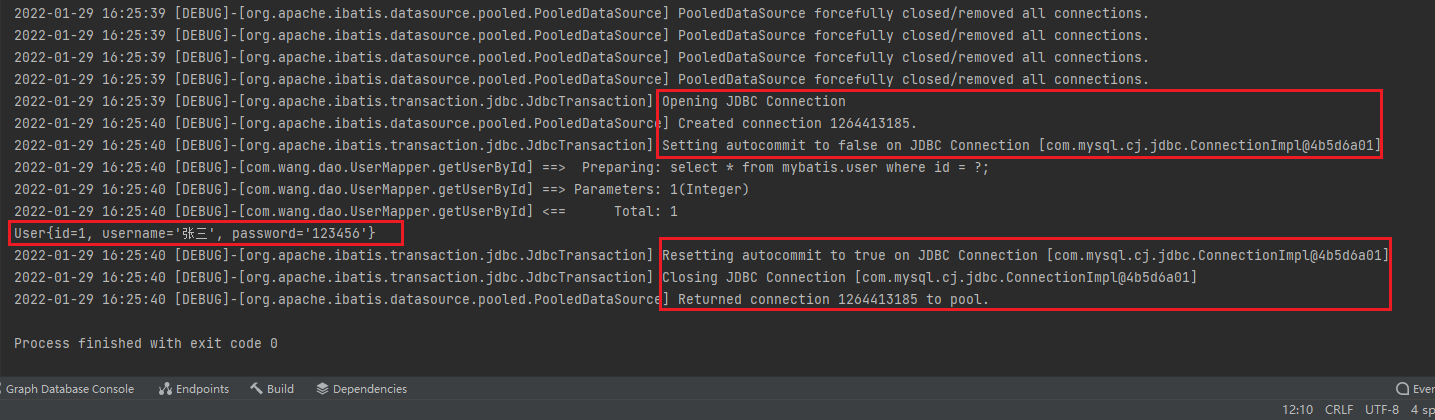 2022-01-29 16:25:39 [DEBUG]-[org.apache.ibatis.datasource.pooled.PooledDataSource] PooledDataSource forcefully closed/removed all connections.
2022-01-29 16:25:39 [DEBUG]-[org.apache.ibatis.datasource.pooled.PooledDataSource] PooledDataSource forcefully closed/removed all connections.
2022-01-29 16:25:39 [DEBUG]-[org.apache.ibatis.datasource.pooled.PooledDataSource] PooledDataSource forcefully closed/removed all connections.
2022-01-29 16:25:39 [DEBUG]-[org.apache.ibatis.datasource.pooled.PooledDataSource] PooledDataSource forcefully closed/removed all connections.
2022-01-29 16:25:39 [DEBUG]-[org.apache.ibatis.transaction.jdbc.JdbcTransaction] Opening JDBC Connection
2022-01-29 16:25:40 [DEBUG]-[org.apache.ibatis.datasource.pooled.PooledDataSource] Created connection 1264413185.
2022-01-29 16:25:40 [DEBUG]-[org.apache.ibatis.transaction.jdbc.JdbcTransaction] Setting autocommit to false on JDBC Connection [com.mysql.cj.jdbc.ConnectionImpl@4b5d6a01]
2022-01-29 16:25:40 [DEBUG]-[com.wang.dao.UserMapper.getUserById] ==>  Preparing: select * from mybatis.user where id = ?;
2022-01-29 16:25:40 [DEBUG]-[com.wang.dao.UserMapper.getUserById] ==> Parameters: 1(Integer)
2022-01-29 16:25:40 [DEBUG]-[com.wang.dao.UserMapper.getUserById] <==      Total: 1
User{id=1, username='张三', password='123456'}
2022-01-29 16:25:40 [DEBUG]-[org.apache.ibatis.transaction.jdbc.JdbcTransaction] Resetting autocommit to true on JDBC Connection [com.mysql.cj.jdbc.ConnectionImpl@4b5d6a01]
2022-01-29 16:25:40 [DEBUG]-[org.apache.ibatis.transaction.jdbc.JdbcTransaction] Closing JDBC Connection [com.mysql.cj.jdbc.ConnectionImpl@4b5d6a01]
2022-01-29 16:25:40 [DEBUG]-[org.apache.ibatis.datasource.pooled.PooledDataSource] Returned connection 1264413185 to pool.
Process finished with exit code 0
Graph Database Console Endpoints Build Dependencies Even
12:10 CRLF UTF-8 4 sp